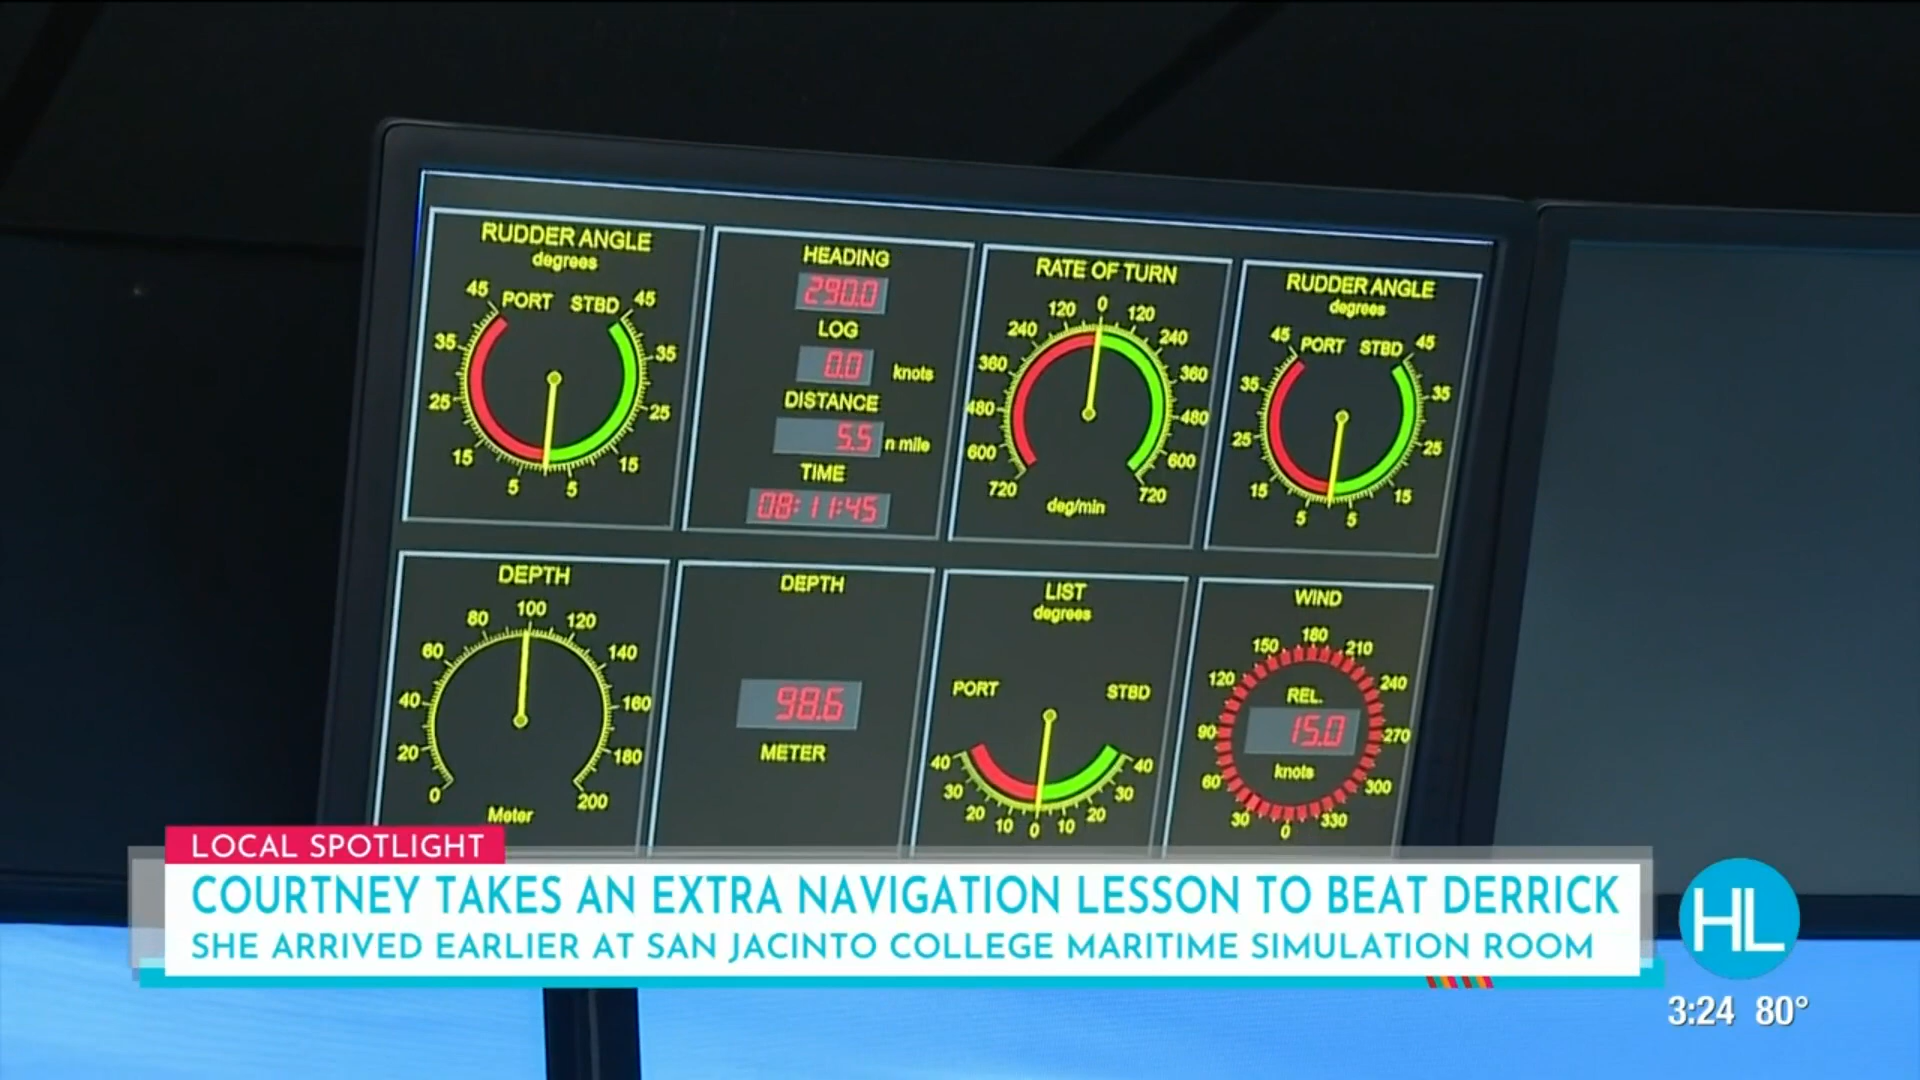 RUDDER ANGLE
degrees
45 PORT STBD 45
35 35
25 25
15 15
5 5
HEADING
290.0
LOG
0.0 knots
DISTANCE
5.5 n mile
TIME
08:11:45
RATE OF TURN
0
120 120
240 240
360 360
480 480
600 600
720 720
deg/min
RUDDER ANGLE
degrees
45 PORT STBD 45
35 35
25 25
15 15
5 5
DEPTH
100
80 120
60 140
40 160
20 180
0 200
Meter
DEPTH
98.6
METER
LIST
degrees
PORT STBD
40 40
30 30
20 20
10 0 10
WIND
180
150 210
120 240
REL.
90 15.0 270
knots
60 300
30 0 330
LOCAL SPOTLIGHT
COURTNEY TAKES AN EXTRA NAVIGATION LESSON TO BEAT DERRICK
SHE ARRIVED EARLIER AT SAN JACINTO COLLEGE MARITIME SIMULATION ROOM
HL
3:24 80°